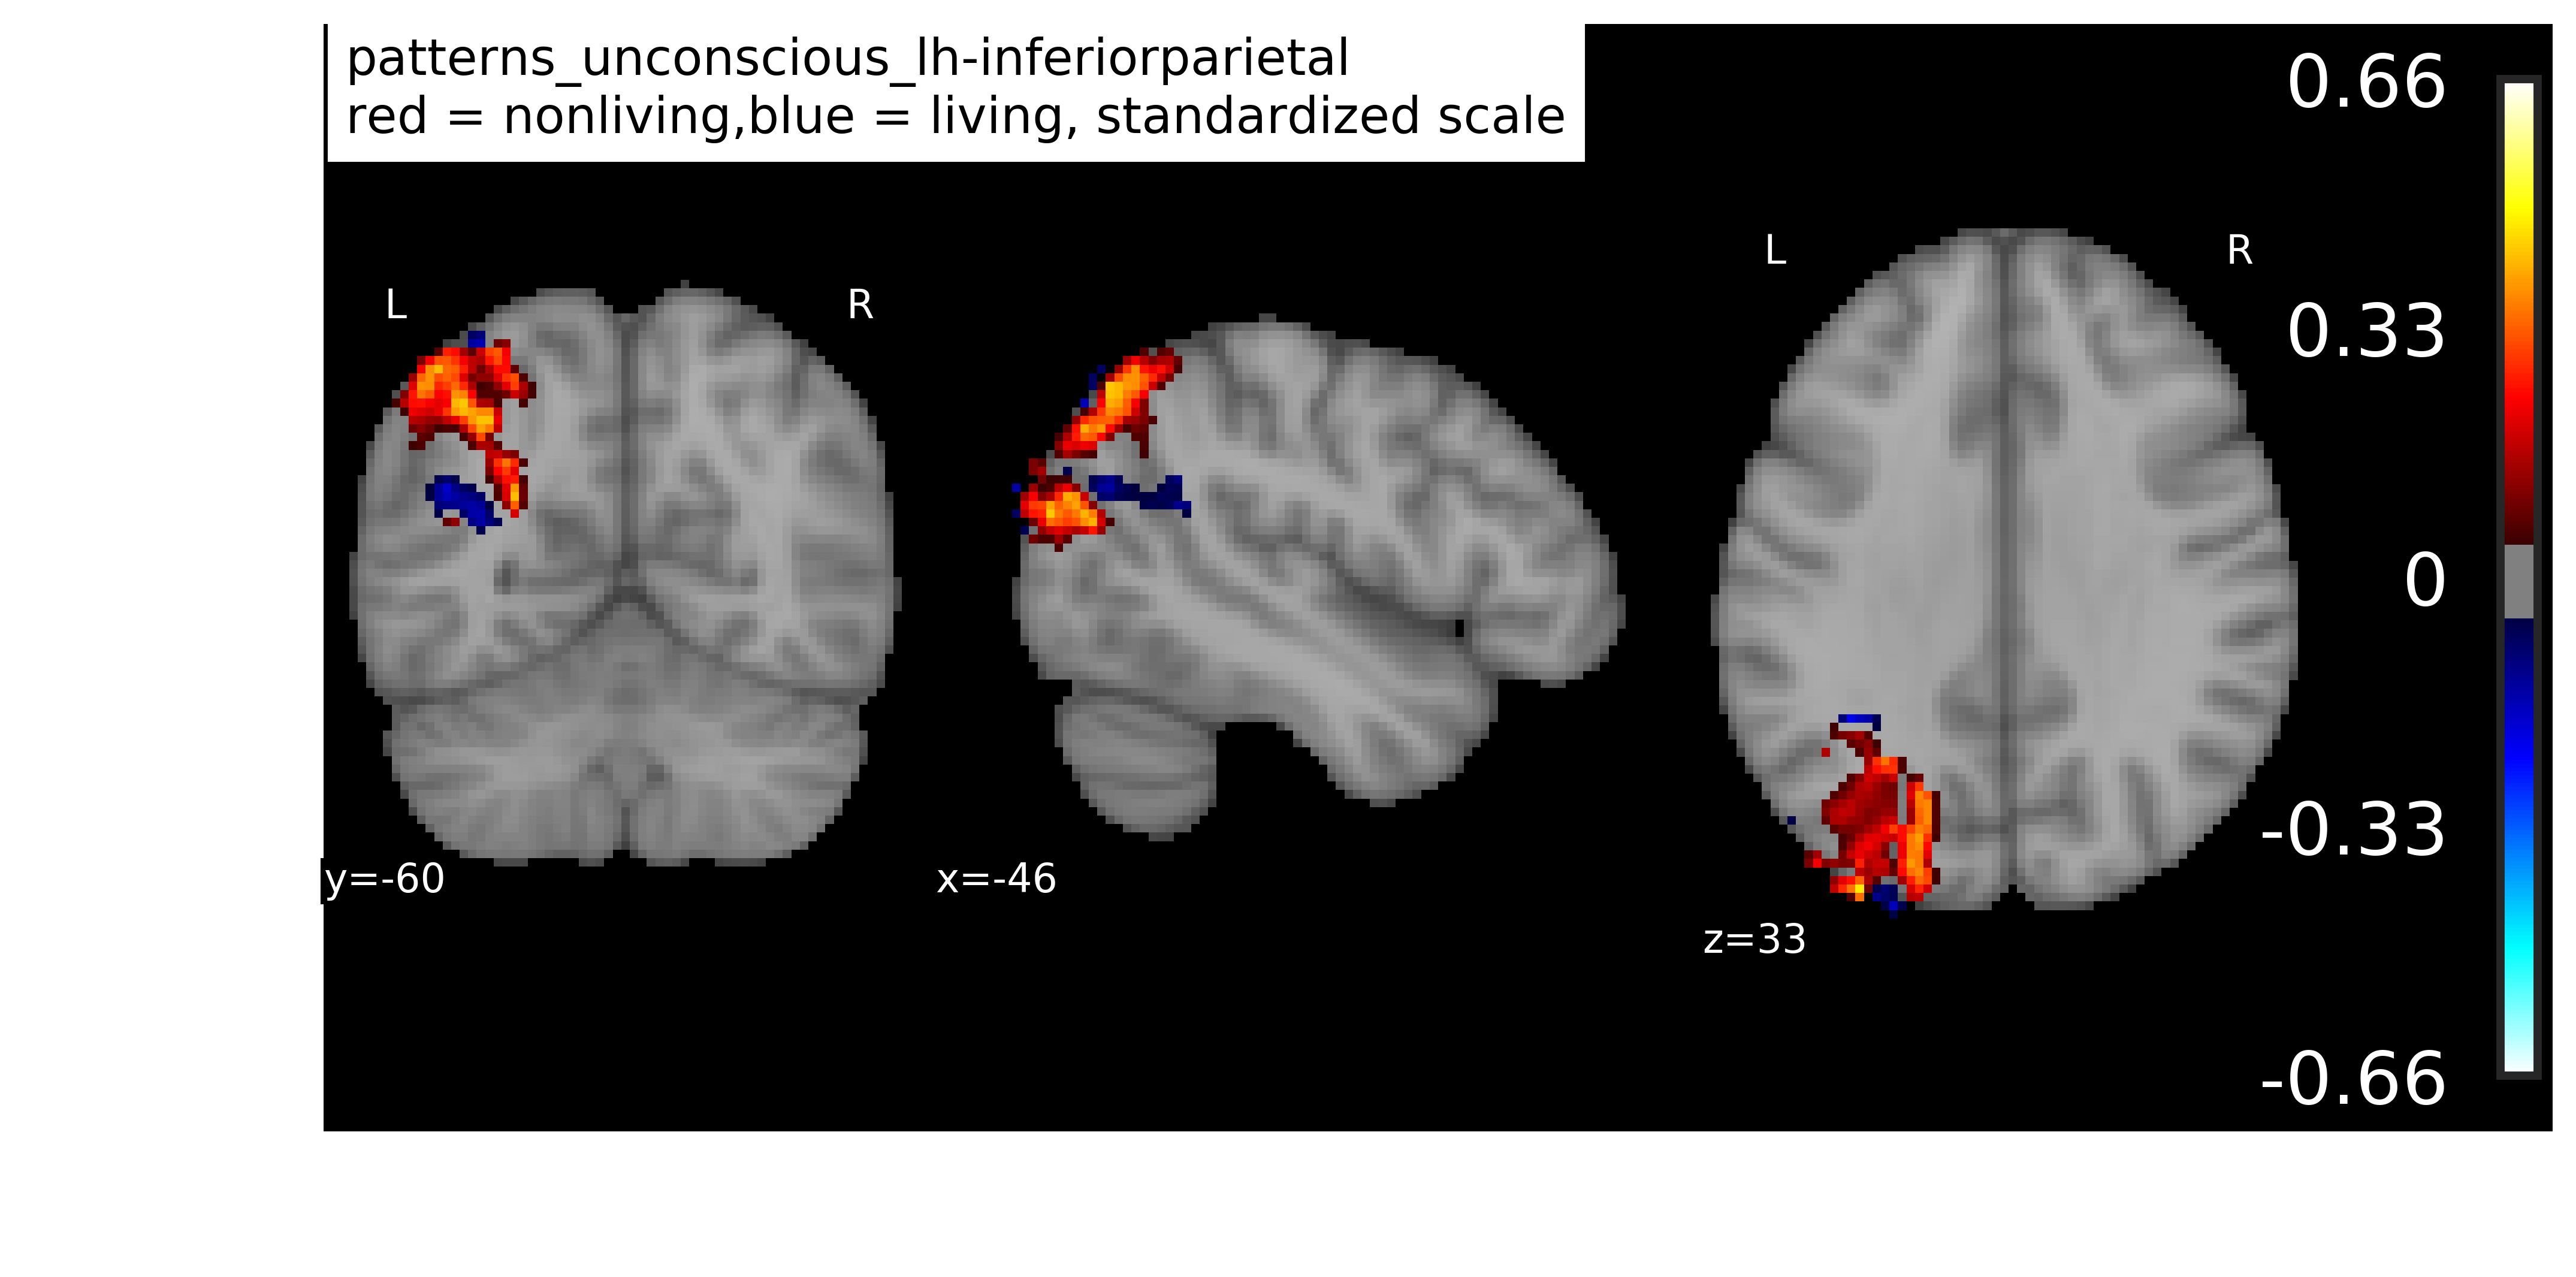 patterns_unconscious_lh-inferiorparietal
red = nonliving,blue = living, standardized scale
L
R
L
R
y=-60
x=-46
z=33
0.66
0.33
0
-0.33
-0.66